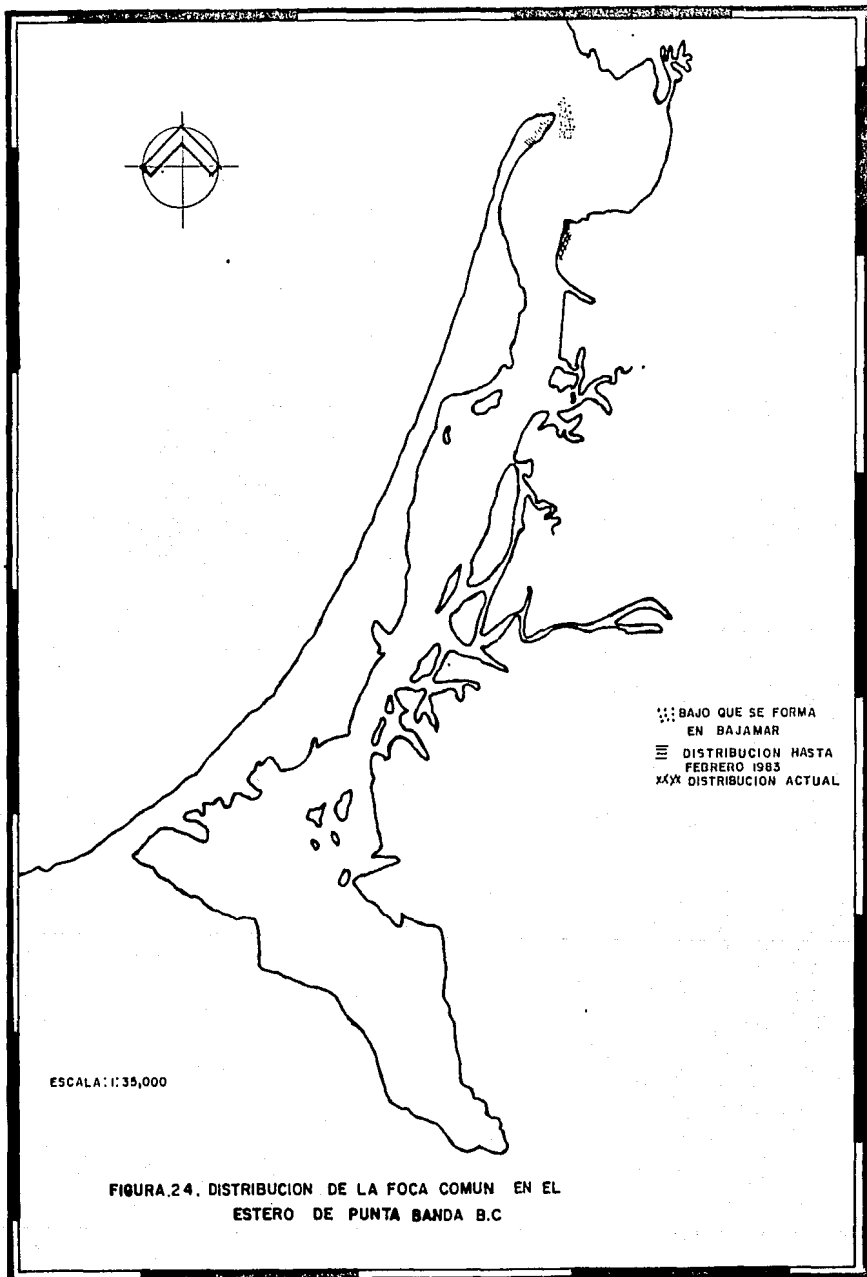 BAJO QUE SE FORMA
EN BAJAMAR
DISTRIBUCION HASTA
FEBRERO 1983
DISTRIBUCION ACTUAL
ESCALA: 1:35,000
FIGURA.24. DISTRIBUCION DE LA FOCA COMUN EN EL
ESTERO DE PUNTA BANDA B.C